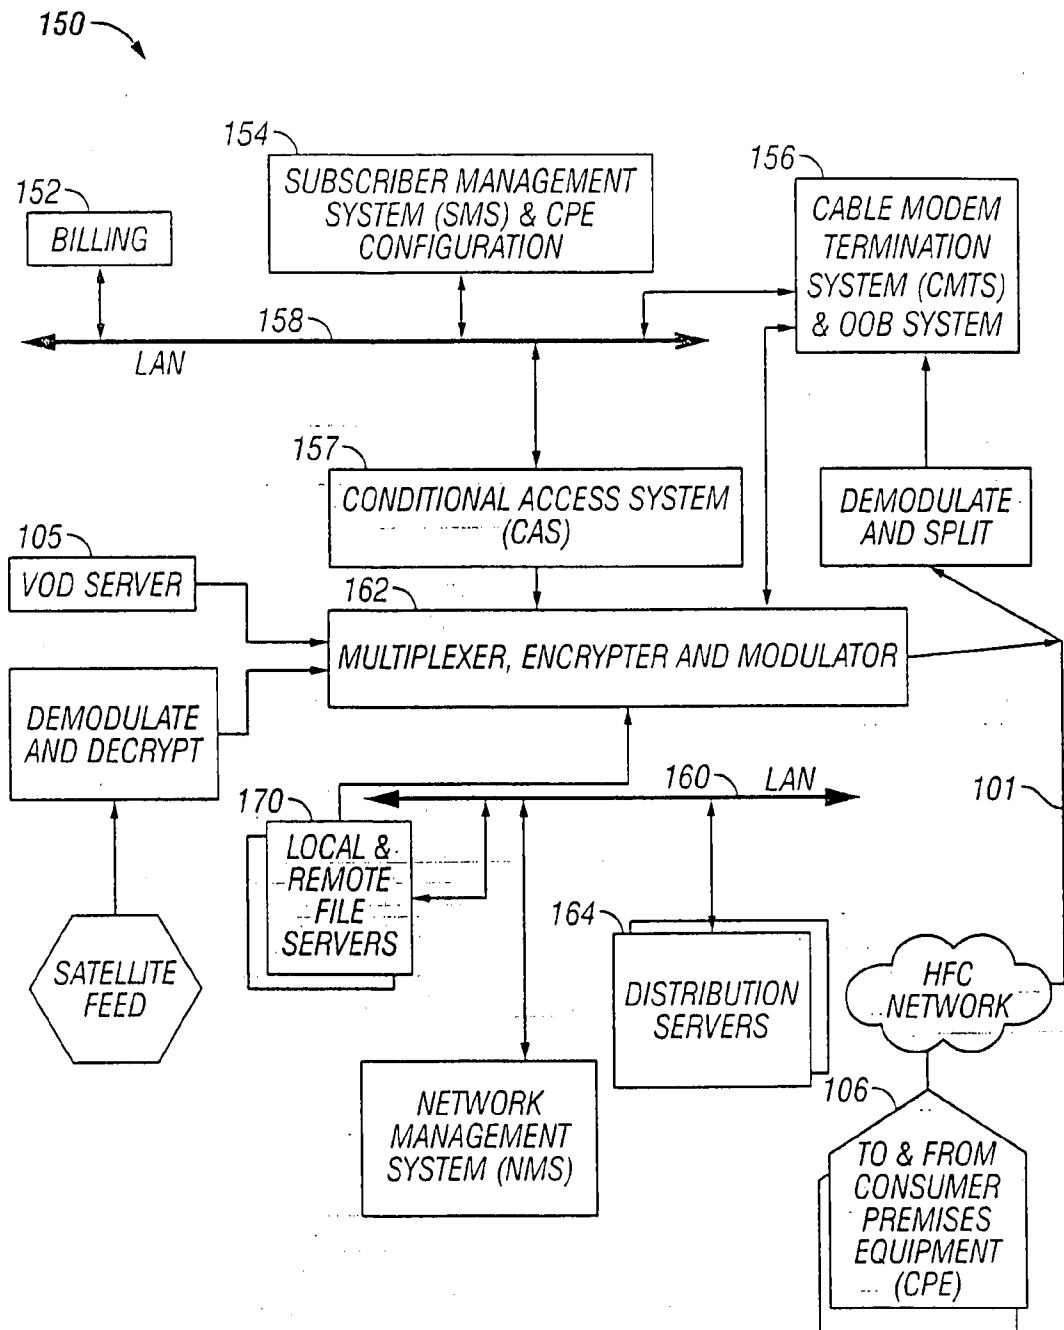 150
154
SUBSCRIBER MANAGEMENT
SYSTEM (SMS) & CPE
CONFIGURATION
156
CABLE MODEM
TERMINATION
SYSTEM (CMTS)
& OOB SYSTEM
152
BILLING
158
LAN
157
CONDITIONAL ACCESS SYSTEM
(CAS)
DEMODULATE
AND SPLIT
105
VOD SERVER
162
MULTIPLEXER, ENCRYPTER AND MODULATOR
DEMODULATE
AND DECRYPT
160
LAN
101
170
LOCAL &
REMOTE
FILE
SERVERS
164
DISTRIBUTION
SERVERS
SATELLITE
FEED
HFC
NETWORK
NETWORK
MANAGEMENT
SYSTEM (NMS)
106
TO & FROM
CONSUMER
PREMISES
EQUIPMENT
(CPE)